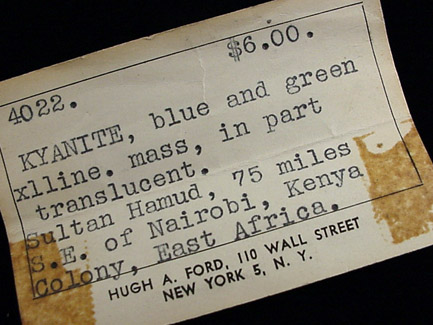 4022.
$6.00.
KYANITE, blue and green
xlline. mass, in part
translucent.
Sultan Hamud, 75 miles
S.E. of Nairobi, Kenya
Colony, East Africa.
HUGH A. FORD, 110 WALL STREET
NEW YORK 5, N. Y.